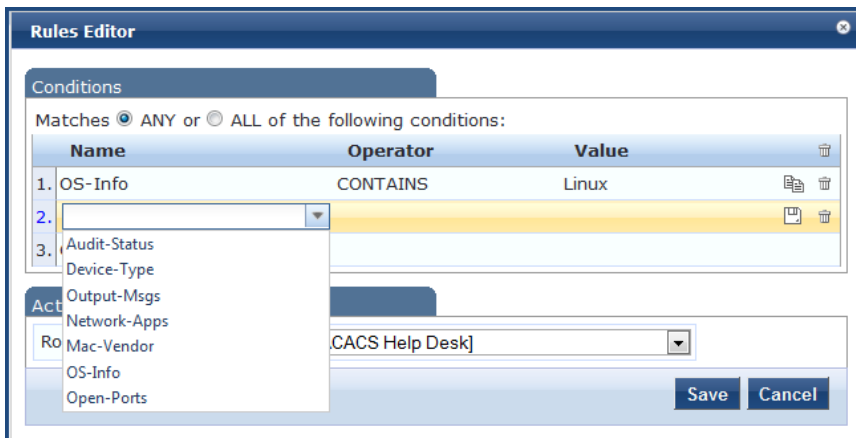 Rules Editor
Conditions
Matches ANY or ALL of the following conditions:
Name Operator Value
1. OS-Info CONTAINS Linux
2.
3.
Audit-Status
Device-Type
Output-Msgs
Network-Apps
Mac-Vendor
OS-Info
Open-Ports
Act
Ro
CACS Help Desk]
Save Cancel